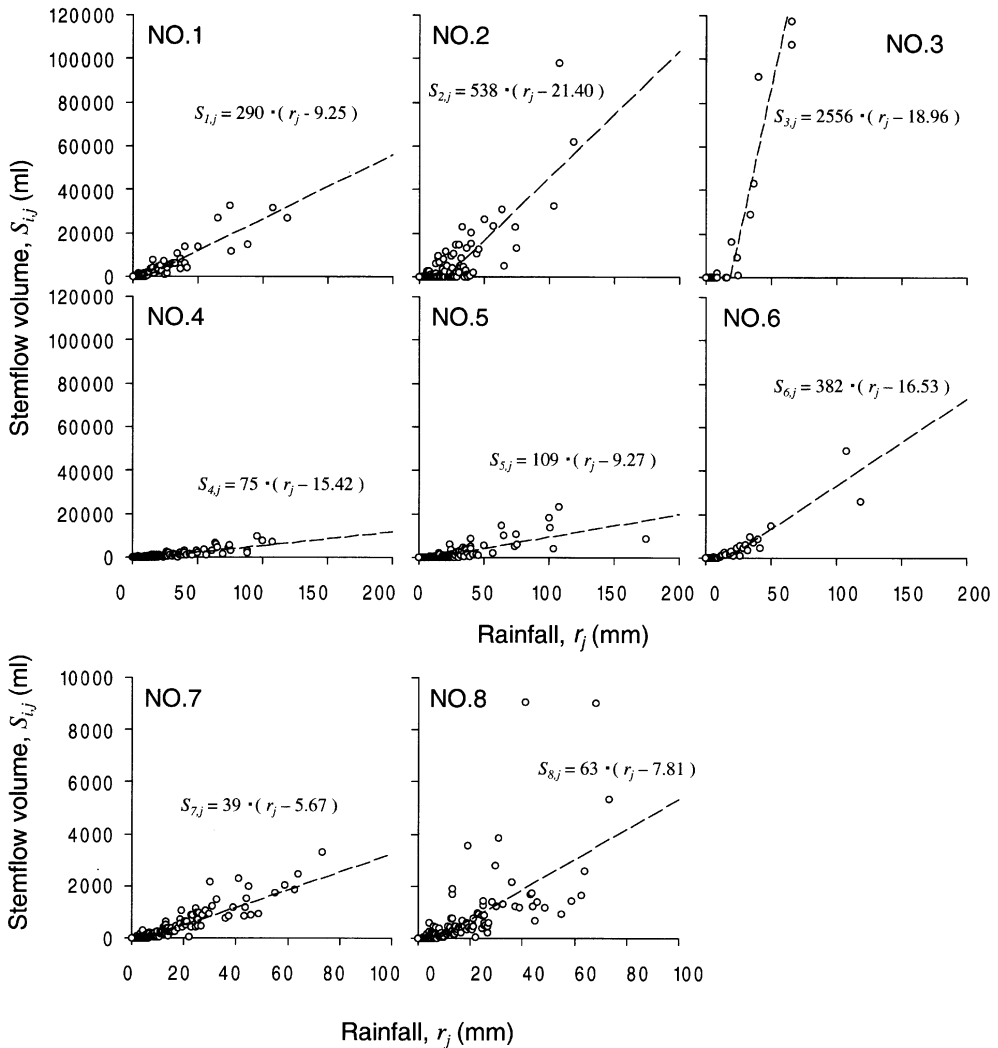 120000
100000
80000
60000
40000
20000
0
Stemflow volume, Si,j (ml)
NO.1
S1,j = 290 · ( rj - 9.25 )
NO.2
S2,j = 538 · ( rj – 21.40 )
NO.3
S3,j = 2556 · ( rj – 18.96 )
120000
100000
80000
60000
40000
20000
0
NO.4
S4,j = 75 · ( rj – 15.42 )
NO.5
S5,j = 109 · ( rj – 9.27 )
NO.6
S6,j = 382 · ( rj – 16.53 )
0 50 100 150 200
0 50 100 150 200
0 50 100 150 200
Rainfall, rj (mm)
10000
8000
6000
4000
2000
0
Stemflow volume, Si,j (ml)
NO.7
S7,j = 39 · ( rj – 5.67 )
NO.8
S8,j = 63 · ( rj – 7.81 )
0 20 40 60 80 100
0 20 40 60 80 100
Rainfall, rj (mm)